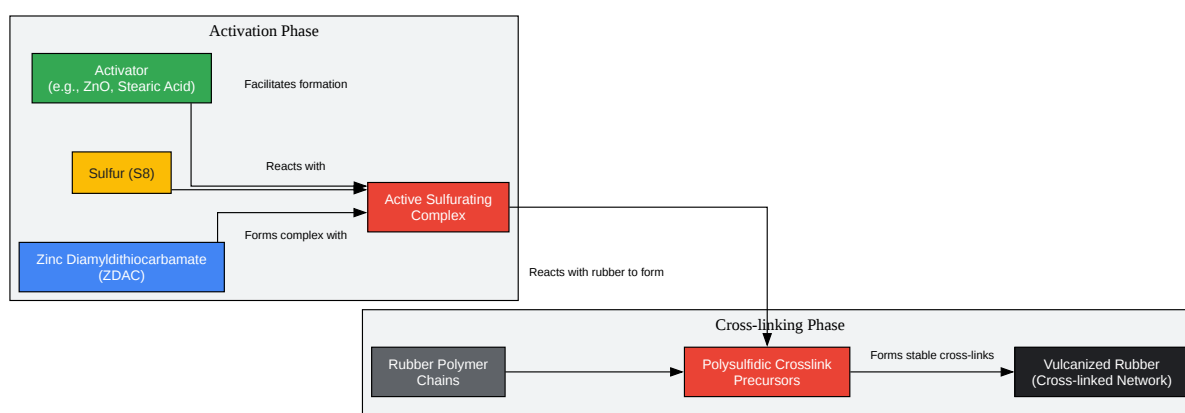 Activation Phase
Activator
(e.g., ZnO, Stearic Acid)
Facilitates formation
Reacts with
Sulfur (S8)
Active Sulfurating
Complex
Forms complex with
Zinc Diamyldithiocarbamate
(ZDAC)
Reacts with rubber to form
Cross-linking Phase
Rubber Polymer
Chains
Polysulfidic Crosslink
Precursors
Forms stable cross-links
Vulcanized Rubber
(Cross-linked Network)